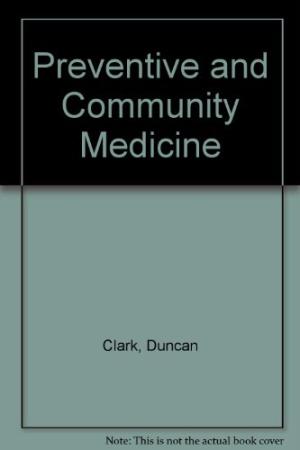 Preventive and
Community
Medicine
Clark, Duncan
Note: This is not the actual book cover